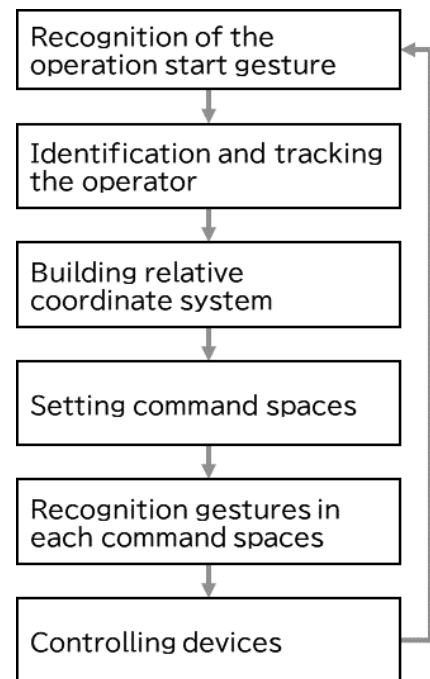 Recognition of the
operation start gesture
Identification and tracking
the operator
Building relative
coordinate system
Setting command spaces
Recognition gestures in
each command spaces
Controlling devices